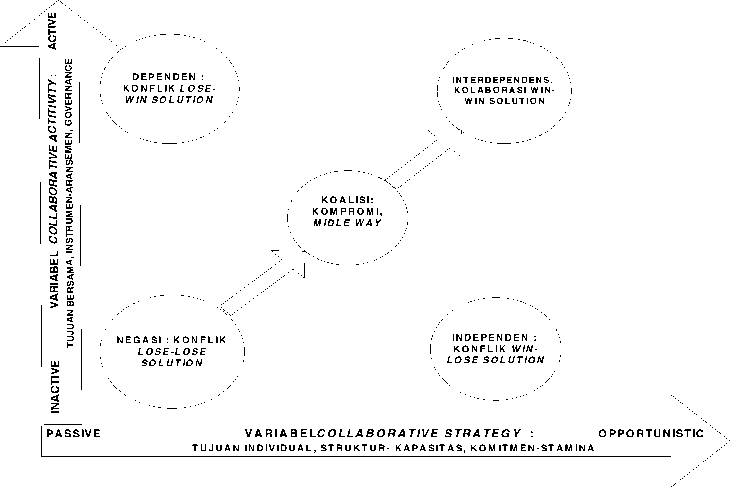 ACTIVE
VARIABEL COLLABORATIVE ACTITIVITY :
TUJUAN BERSAMA, INSTRUMEN-ARANSEMEN, GOVERNANCE
INACTIVE
DEPENDEN :
KONFLIK LOSE-
WIN SOLUTION
INTERDEPENDENS.
KOLABORASI WIN-
WIN SOLUTION
KOALISI:
KOMPROMI,
MIDLE WAY
NEGASI : KONFLIK
LOSE-LOSE
SOLUTION
INDEPENDEN :
KONFLIK WIN-
LOSE SOLUTION
PASSIVE VARIABELCOLLABORATIVE STRATEGY : OPPORTUNISTIC
TUJUAN INDIVIDUAL, STRUKTUR- KAPASITAS, KOMITMEN-STAMINA